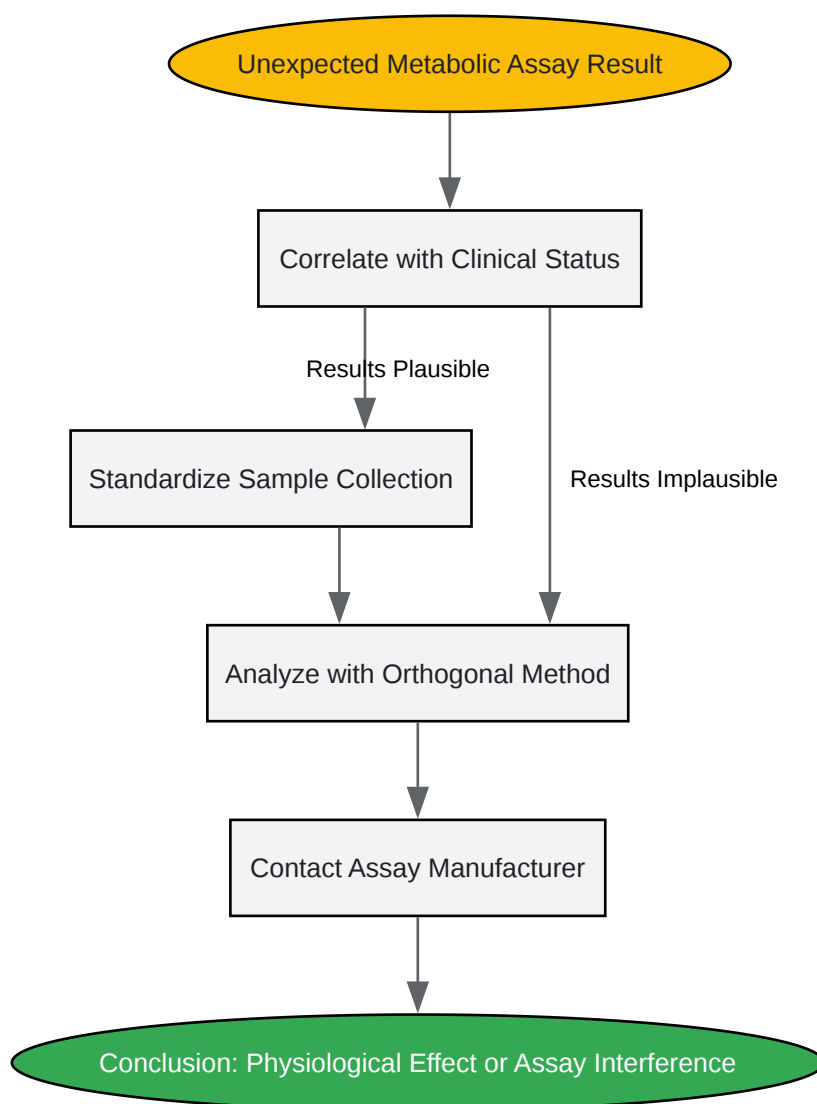 Unexpected Metabolic Assay Result
Correlate with Clinical Status
Results Plausible
Standardize Sample Collection
Results Implausible
Analyze with Orthogonal Method
Contact Assay Manufacturer
Conclusion: Physiological Effect or Assay Interference